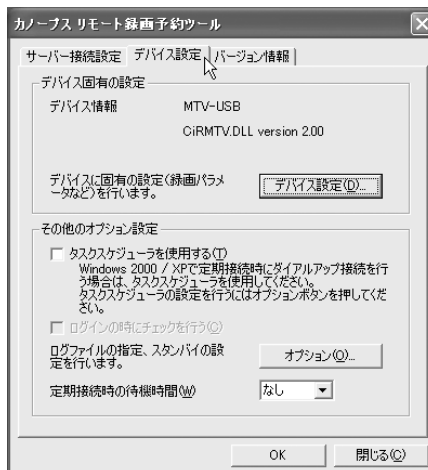 カノープス リモート録画予約ツール
サーバー接続設定 デバイス設定 バージョン情報
デバイス固有の設定
デバイス情報 MTV-USB
CiRMTV.DLL version 2.00
デバイスに固有の設定(録画パラメ
ータなど)を行います。
デバイス設定(D)...
その他のオプション設定
タスクスケジューラを使用する(T)
Windows 2000 / XPで定期接続時にダイアルアップ接続を行
う場合は、タスクスケジューラを使用してください。
タスクスケジューラの設定を行うにはオプションボタンを押してくだ
さい。
ログインの時にチェックを行う(C)
ログファイルの指定、スタンバイの設
定を行います。
オプション(O)...
定期接続時の待機時間(W) なし
OK 閉じる(C)